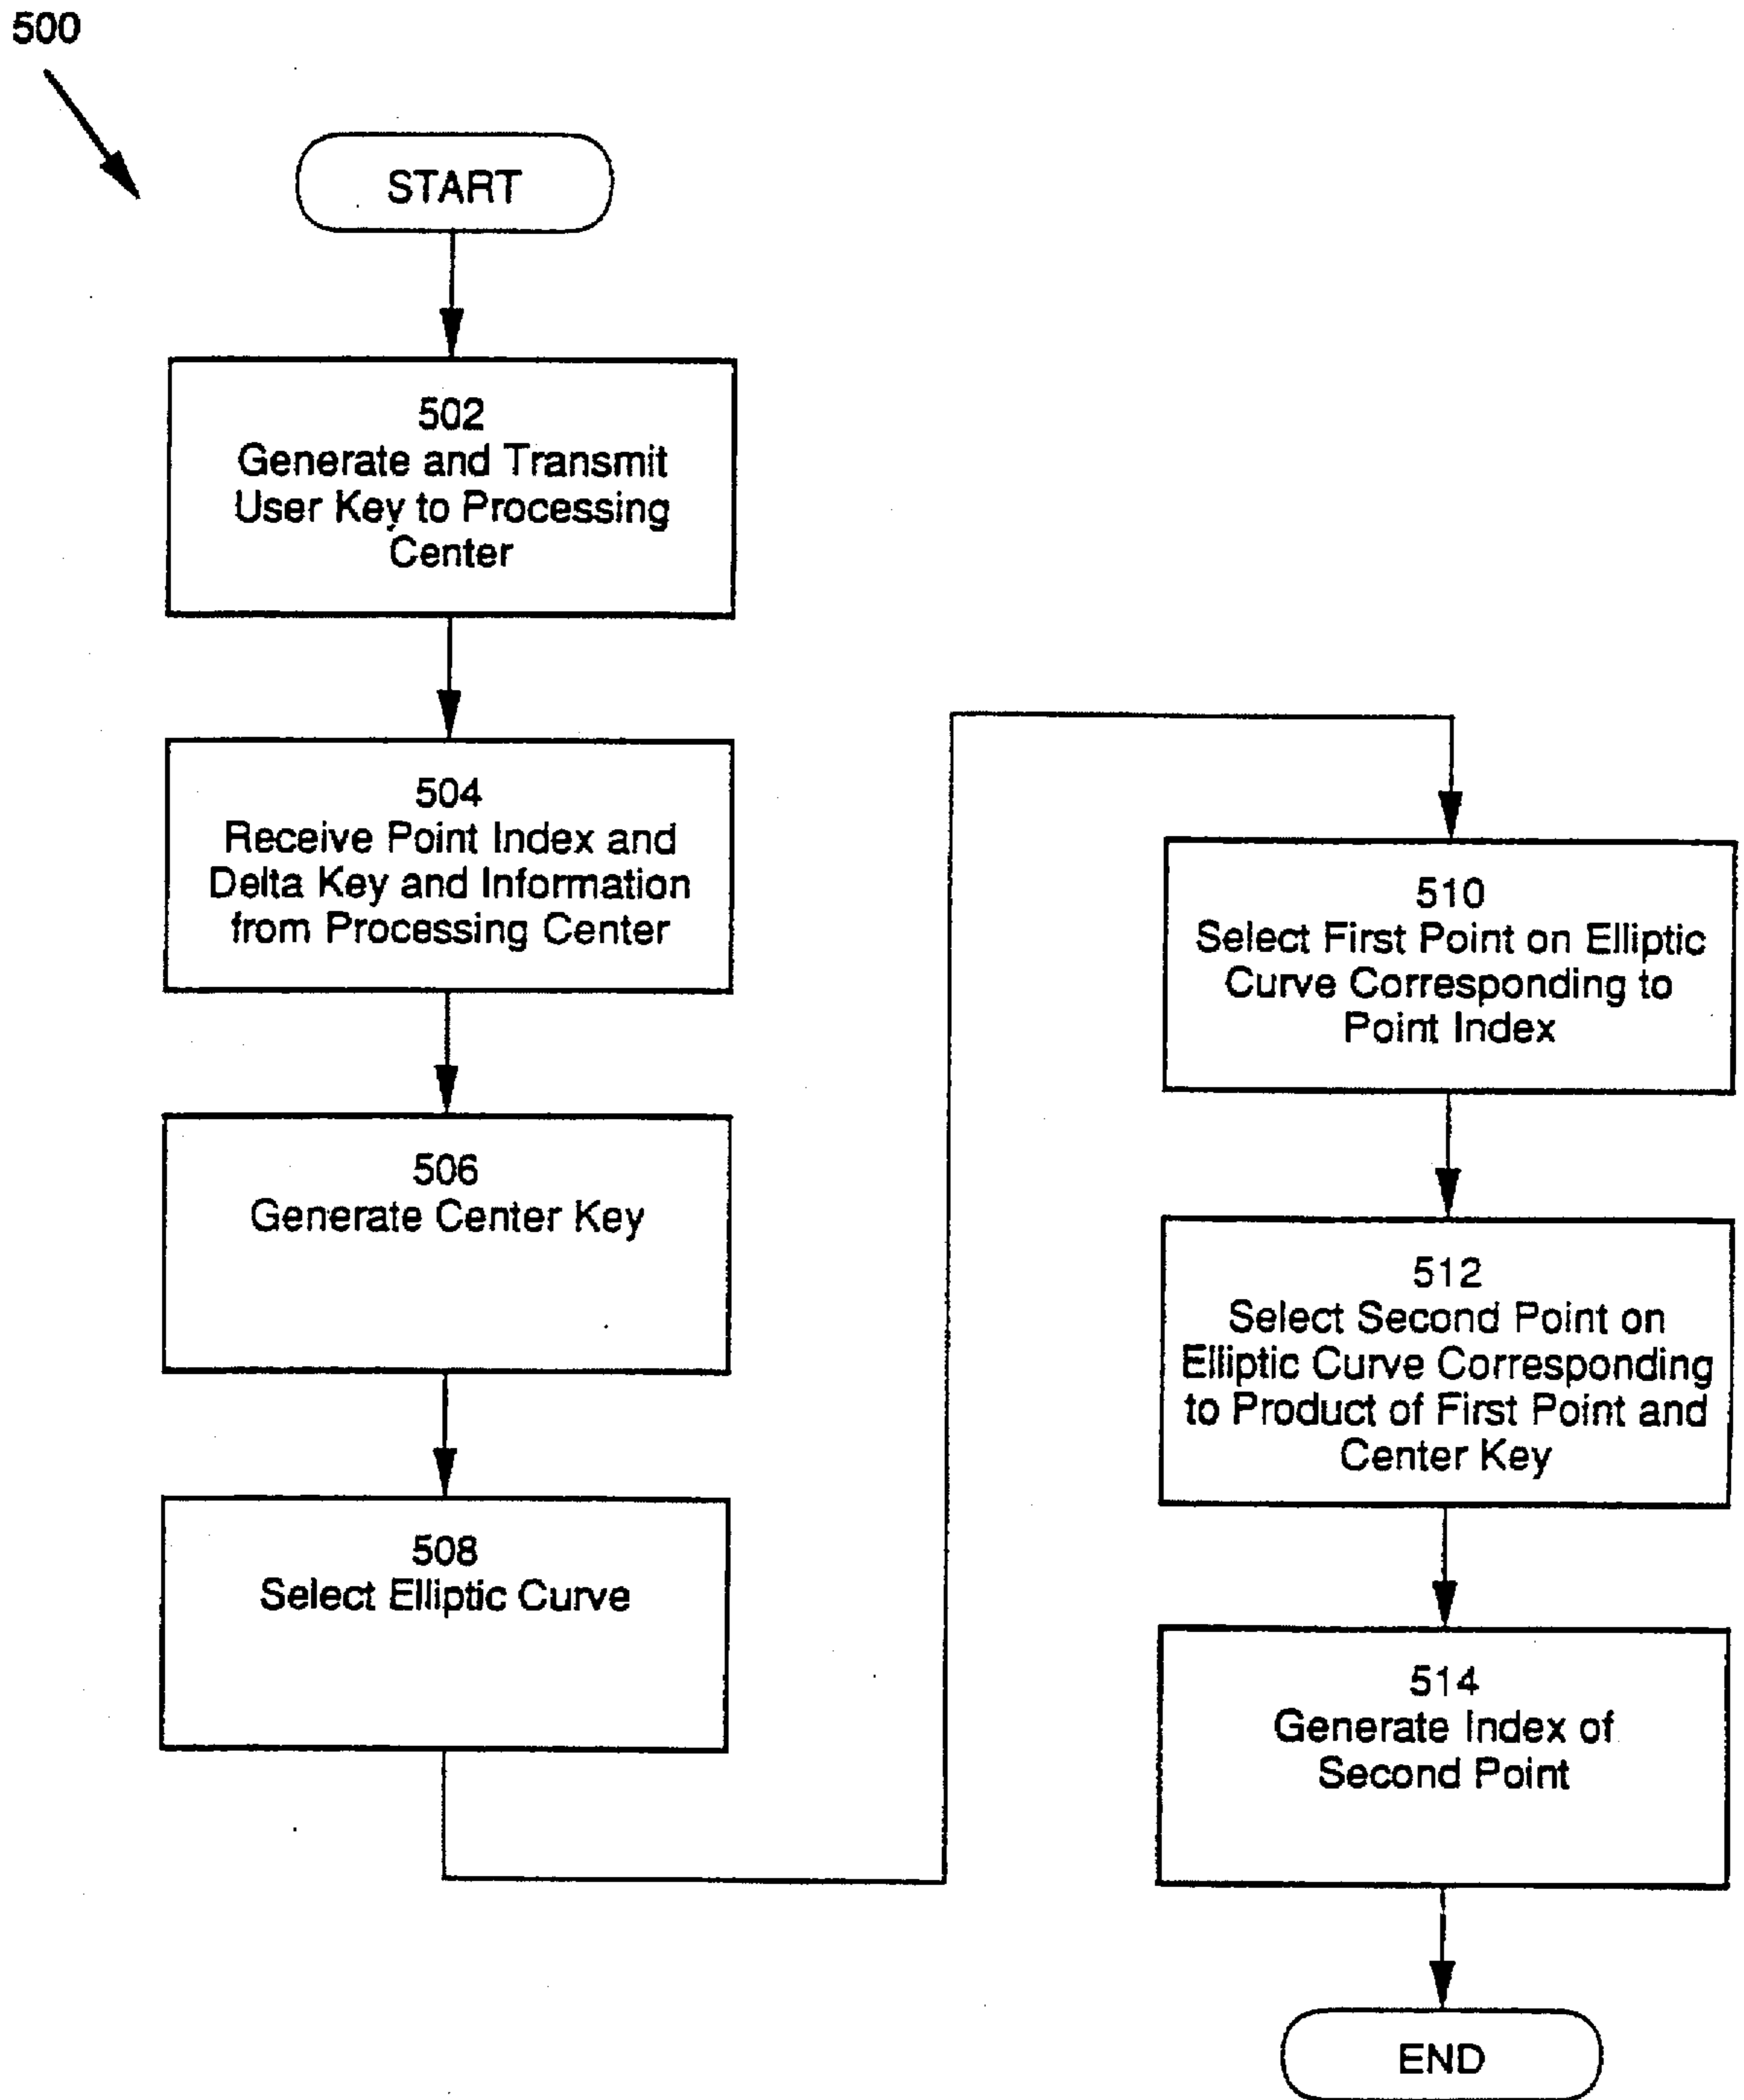 500
START
502
Generate and Transmit
User Key to Processing
Center
504
Receive Point Index and
Delta Key and Information
from Processing Center
506
Generate Center Key
508
Select Elliptic Curve
510
Select First Point on Elliptic
Curve Corresponding to
Point Index
512
Select Second Point on
Elliptic Curve Corresponding
to Product of First Point and
Center Key
514
Generate Index of
Second Point
END